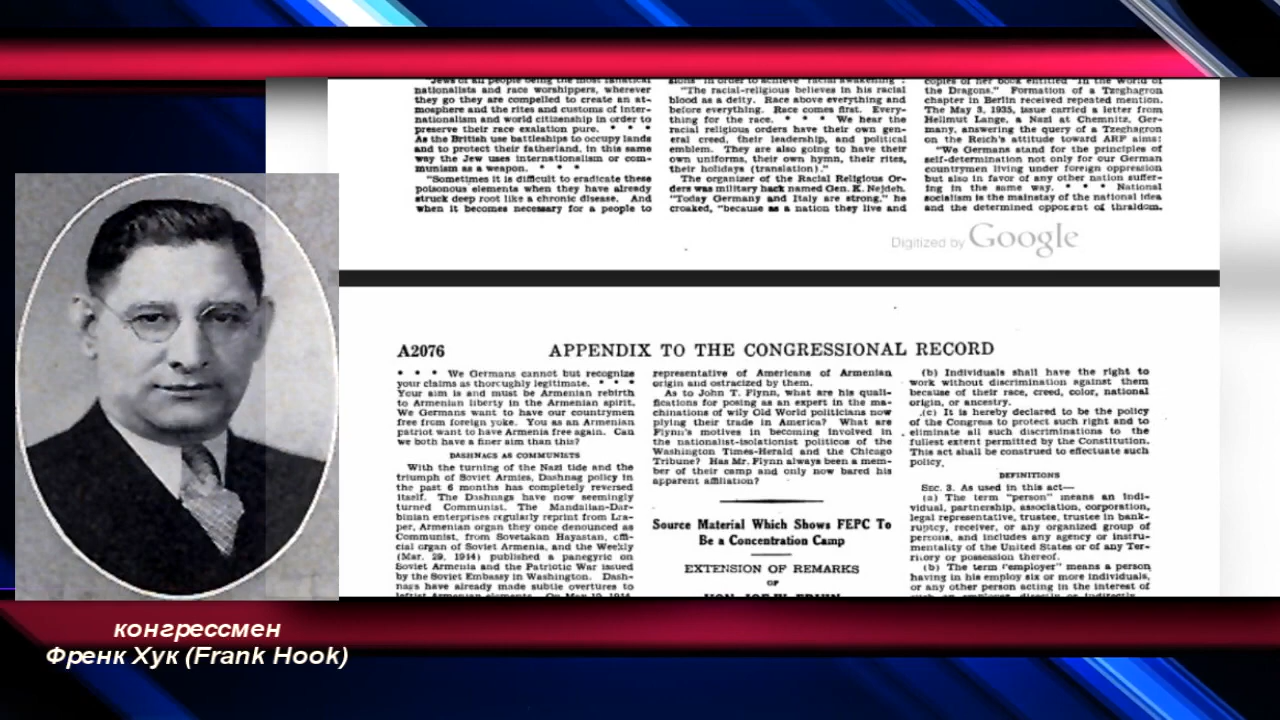 Jews of all people being the most fanatical
nationalists and race worshippers, wherever
they go they are compelled to create an at-
mosphere and the rites and customs of inter-
nationalism and world citizenship in order to
preserve their race exalation pure. * * *
As the British use battleships to occupy lands
and to protect their fatherland, in this same
way the Jew uses internationalism or com-
munism as a weapon. * * *
"Sometimes it is difficult to eradicate these
poisonous elements when they have already
struck deep root like a chronic disease. And
when it becomes necessary for a people to
sions" in order to achieve "racial awakening".
"The racial-religious believes in his racial
blood as a deity. Race above everything and
before everything. Race comes first. Every-
thing for the race. * * * We hear the
racial religious orders have their own gen-
eral creed, their leadership, and political
emblem. They are also going to have their
own uniforms, their own hymn, their rites,
their holidays (translation)."
The organizer of the Racial Religious Or-
ders was military hack named Gen. K. Nejdeh.
"Today Germany and Italy are strong," he
croaked, "because as a nation they live and
copies of her book entitled "In the World of
the Dragons." Formation of a Tzeghagron
chapter in Berlin received repeated mention.
The May 3, 1935, issue carried a letter from
Hellmut Lange, a Nazi at Chemnitz, Ger-
many, answering the query of a Tzeghagron
on the Reich's attitude toward ARF aims:
"We Germans stand for the principles of
self-determination not only for our German
countrymen living under foreign oppression
but also in favor of any other nation suffer-
ing in the same way. * * * National
socialism is the mainstay of the national idea
and the determined opponent of thraldom.
Digitized by Google
A2076 APPENDIX TO THE CONGRESSIONAL RECORD
* * * We Germans cannot but recognize
your claims as thoroughly legitimate. * * *
Your aim is and must be Armenian rebirth
to Armenian liberty in the Armenian spirit.
We Germans want to have our countrymen
free from foreign yoke. You as an Armenian
patriot want to have Armenia free again. Can
we both have a finer aim than this?
DASHNAGS AS COMMUNISTS
With the turning of the Nazi tide and the
triumph of Soviet Armies, Dashnag policy in
the past 6 months has completely reversed
itself. The Dashnags have now seemingly
turned Communist. The Mandalian-Dar-
binian enterprises regularly reprint from Lra-
per, Armenian organ they once denounced as
Communist, from Sovetakan Hayastan, offi-
cial organ of Soviet Armenia, and the Weekly
(Mar. 29, 1944) published a panegyric on
Soviet Armenia and the Patriotic War issued
by the Soviet Embassy in Washington. Dash-
nags have already made subtle overtures to
representative of Americans of Armenian
origin and ostracized by them.
As to John T. Flynn, what are his quali-
fications for posing as an expert in the ma-
chinations of wily Old World politicians now
plying their trade in America? What are
Flynn's motives in becoming involved in
the nationalist-isolationist politicos of the
Washington Times-Herald and the Chicago
Tribune? Has Mr. Flynn always been a mem-
ber of their camp and only now bared his
apparent affiliation?
Source Material Which Shows FEPC To
Be a Concentration Camp
EXTENSION OF REMARKS
OF
(b) Individuals shall have the right to
work without discrimination against them
because of their race, creed, color, national
origin, or ancestry.
(c) It is hereby declared to be the policy
of the Congress to protect such right and to
eliminate all such discriminations to the
fullest extent permitted by the Constitution.
This act shall be construed to effectuate such
policy.
DEFINITIONS
SEC. 3. As used in this act—
(a) The term "person" means an indi-
vidual, partnership, association, corporation,
legal representative, trustee, trustee in bank-
ruptcy, receiver, or any organized group of
persons, and includes any agency or instru-
mentality of the United States or of any Ter-
ritory or possession thereof.
(b) The term "employer" means a person
having in his employ six or more individuals,
or any other person acting in the interest of
конгрессмен
Френк Хук (Frank Hook)